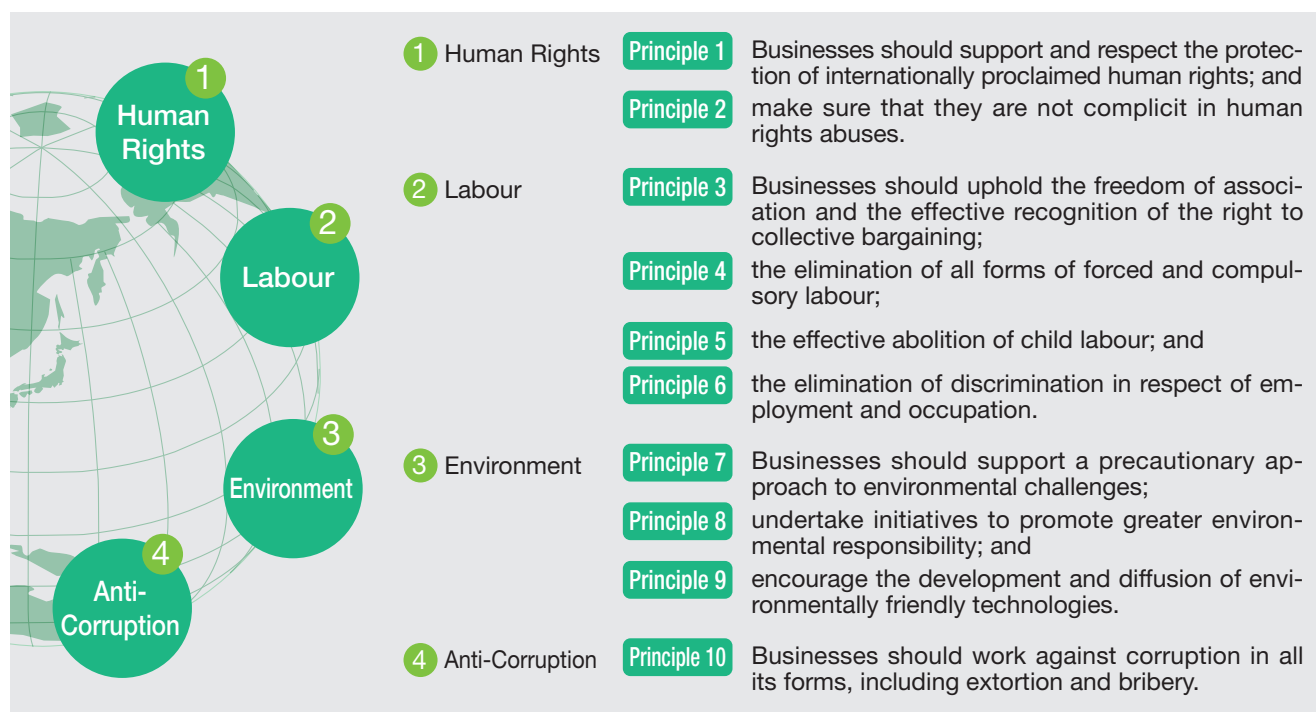 1
Human
Rights
2
Labour
3
Environment
4
Anti-
Corruption
1 Human Rights Principle 1 Businesses should support and respect the protec-
tion of internationally proclaimed human rights; and
Principle 2 make sure that they are not complicit in human
rights abuses.
2 Labour Principle 3 Businesses should uphold the freedom of associ-
ation and the effective recognition of the right to
collective bargaining;
Principle 4 the elimination of all forms of forced and compul-
sory labour;
Principle 5 the effective abolition of child labour; and
Principle 6 the elimination of discrimination in respect of em-
ployment and occupation.
3 Environment Principle 7 Businesses should support a precautionary ap-
proach to environmental challenges;
Principle 8 undertake initiatives to promote greater environ-
mental responsibility; and
Principle 9 encourage the development and diffusion of envi-
ronmentally friendly technologies.
4 Anti-Corruption Principle 10 Businesses should work against corruption in all
its forms, including extortion and bribery.